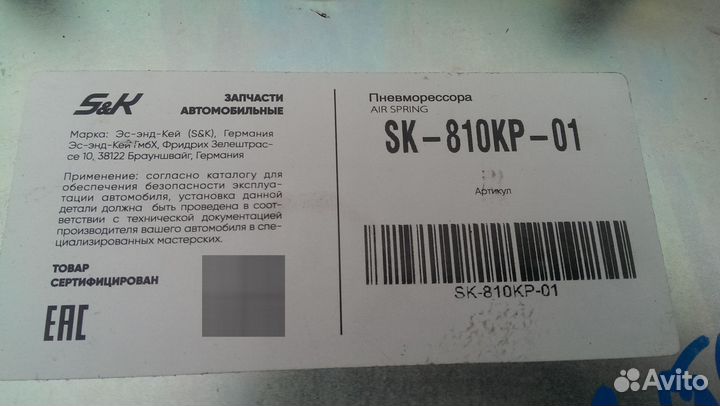 S&K
ЗАПЧАСТИ
АВТОМОБИЛЬНЫЕ
Марка: Эс-энд-Кей (S&K), Германия
Эс-энд-Кей ГмбХ, Фридрих Зелештрас-
се 10, 38122 Брауншвайг, Германия
Применение: согласно каталогу для
обеспечения безопасности эксплуа-
тации автомобиля, установка данной
детали должна быть проведена в соот-
ветствии с технической документацией
производителя вашего автомобиля в спе-
циализированных мастерских.
ТОВАР
СЕРТИФИЦИРОВАН
EAC
Пневморессора
AIR SPRING
SK-810KP-01
Артикул
SK-810KP-01
Avito